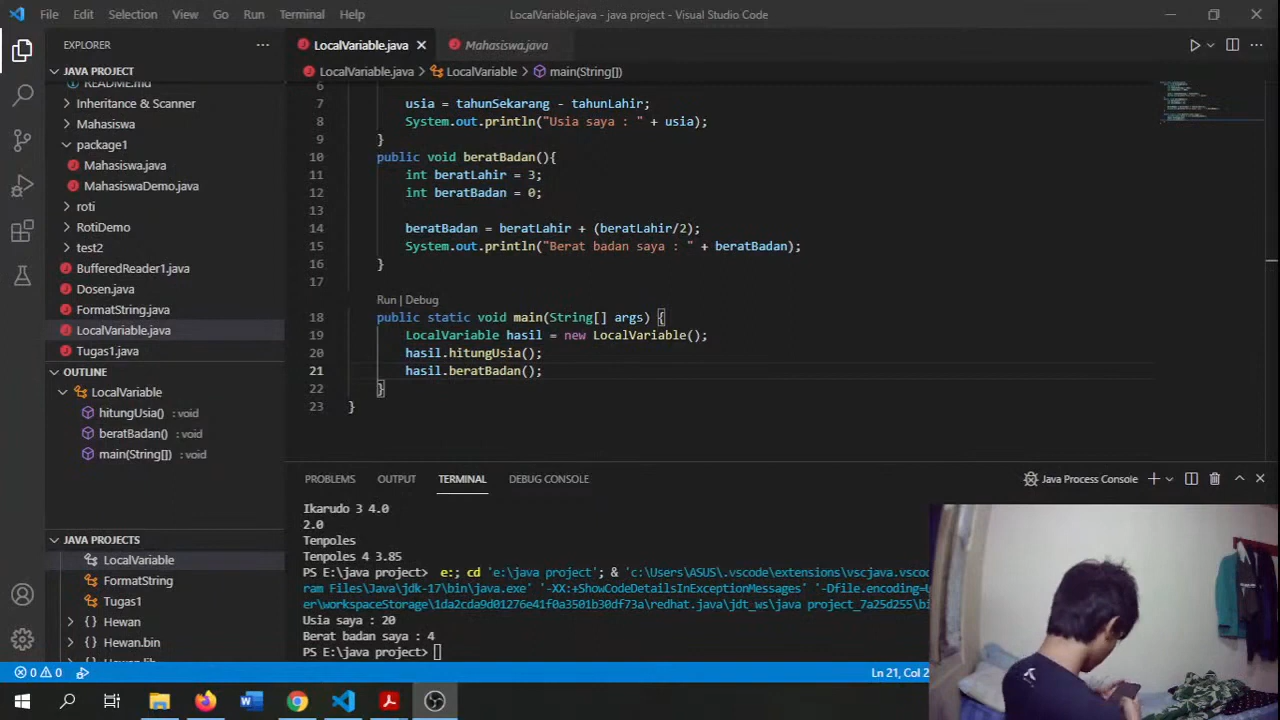 File Edit Selection View Go Run Terminal Help
LocalVariable.java - java project - Visual Studio Code
EXPLORER
JAVA PROJECT
README.md
Inheritance & Scanner
Mahasiswa
package1
Mahasiswa.java
MahasiswaDemo.java
roti
RotiDemo
test2
BufferedReader1.java
Dosen.java
FormatString.java
LocalVariable.java
Tugas1.java
OUTLINE
LocalVariable
hitungUsia() : void
beratBadan() : void
main(String[]) : void
JAVA PROJECTS
LocalVariable
FormatString
Tugas1
{ } Hewan
{ } Hewan.bin
LocalVariable.java Mahasiswa.java
LocalVariable.java > LocalVariable > main(String[])
6
7 usia = tahunSekarang - tahunLahir;
8 System.out.println("Usia saya : " + usia);
9 }
10 public void beratBadan(){
11 int beratLahir = 3;
12 int beratBadan = 0;
13
14 beratBadan = beratLahir + (beratLahir/2);
15 System.out.println("Berat badan saya : " + beratBadan);
16 }
17
Run | Debug
18 public static void main(String[] args) {
19 LocalVariable hasil = new LocalVariable();
20 hasil.hitungUsia();
21 hasil.beratBadan();
22 }
23 }
PROBLEMS OUTPUT TERMINAL DEBUG CONSOLE
Java Process Console
Ikarudo 3 4.0
2.0
Tenpoles
Tenpoles 4 3.85
PS E:\java project> e:; cd 'e:\java project'; & 'c:\Users\ASUS\.vscode\extensions\vscjava.vsco
ram Files\Java\jdk-17\bin\java.exe' '-XX:+ShowCodeDetailsInExceptionMessages' '-Dfile.encoding=
er\workspaceStorage\1da2cda9d01276e41f0a3501b30df73a\redhat.java\jdt_ws\java project_7a25d255\bi
Usia saya : 20
Berat badan saya : 4
PS E:\java project>
0 0
Ln 21, Col 2